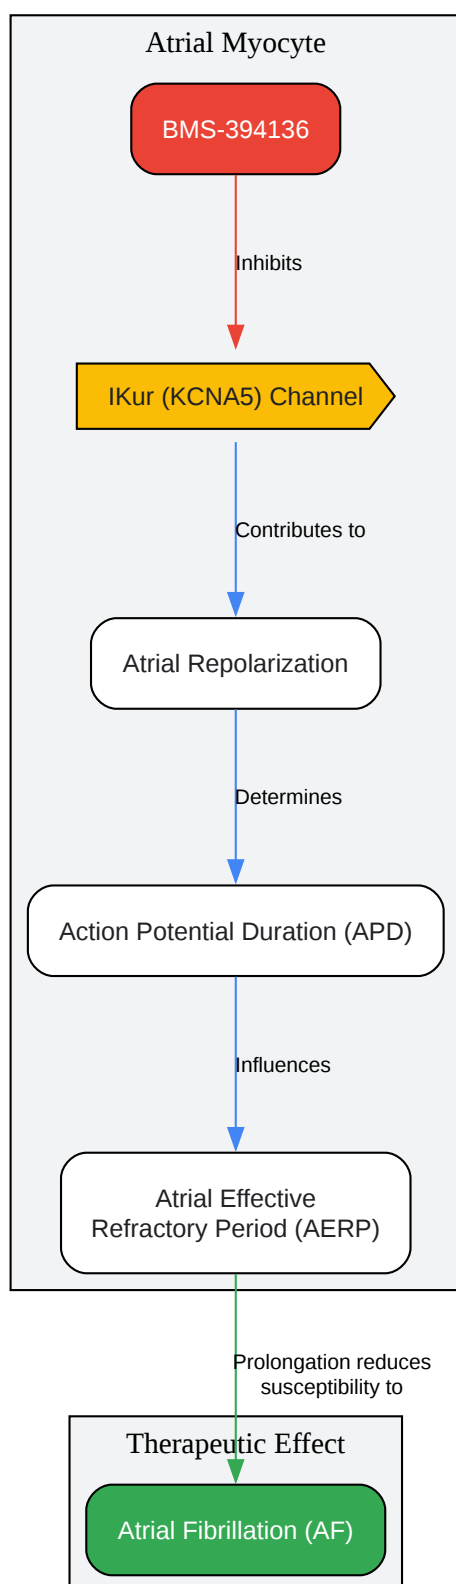 Atrial Myocyte
BMS-394136
Inhibits
IKur (KCNA5) Channel
Contributes to
Atrial Repolarization
Determines
Action Potential Duration (APD)
Influences
Atrial Effective
Refractory Period (AERP)
Prolongation reduces
susceptibility to
Therapeutic Effect
Atrial Fibrillation (AF)